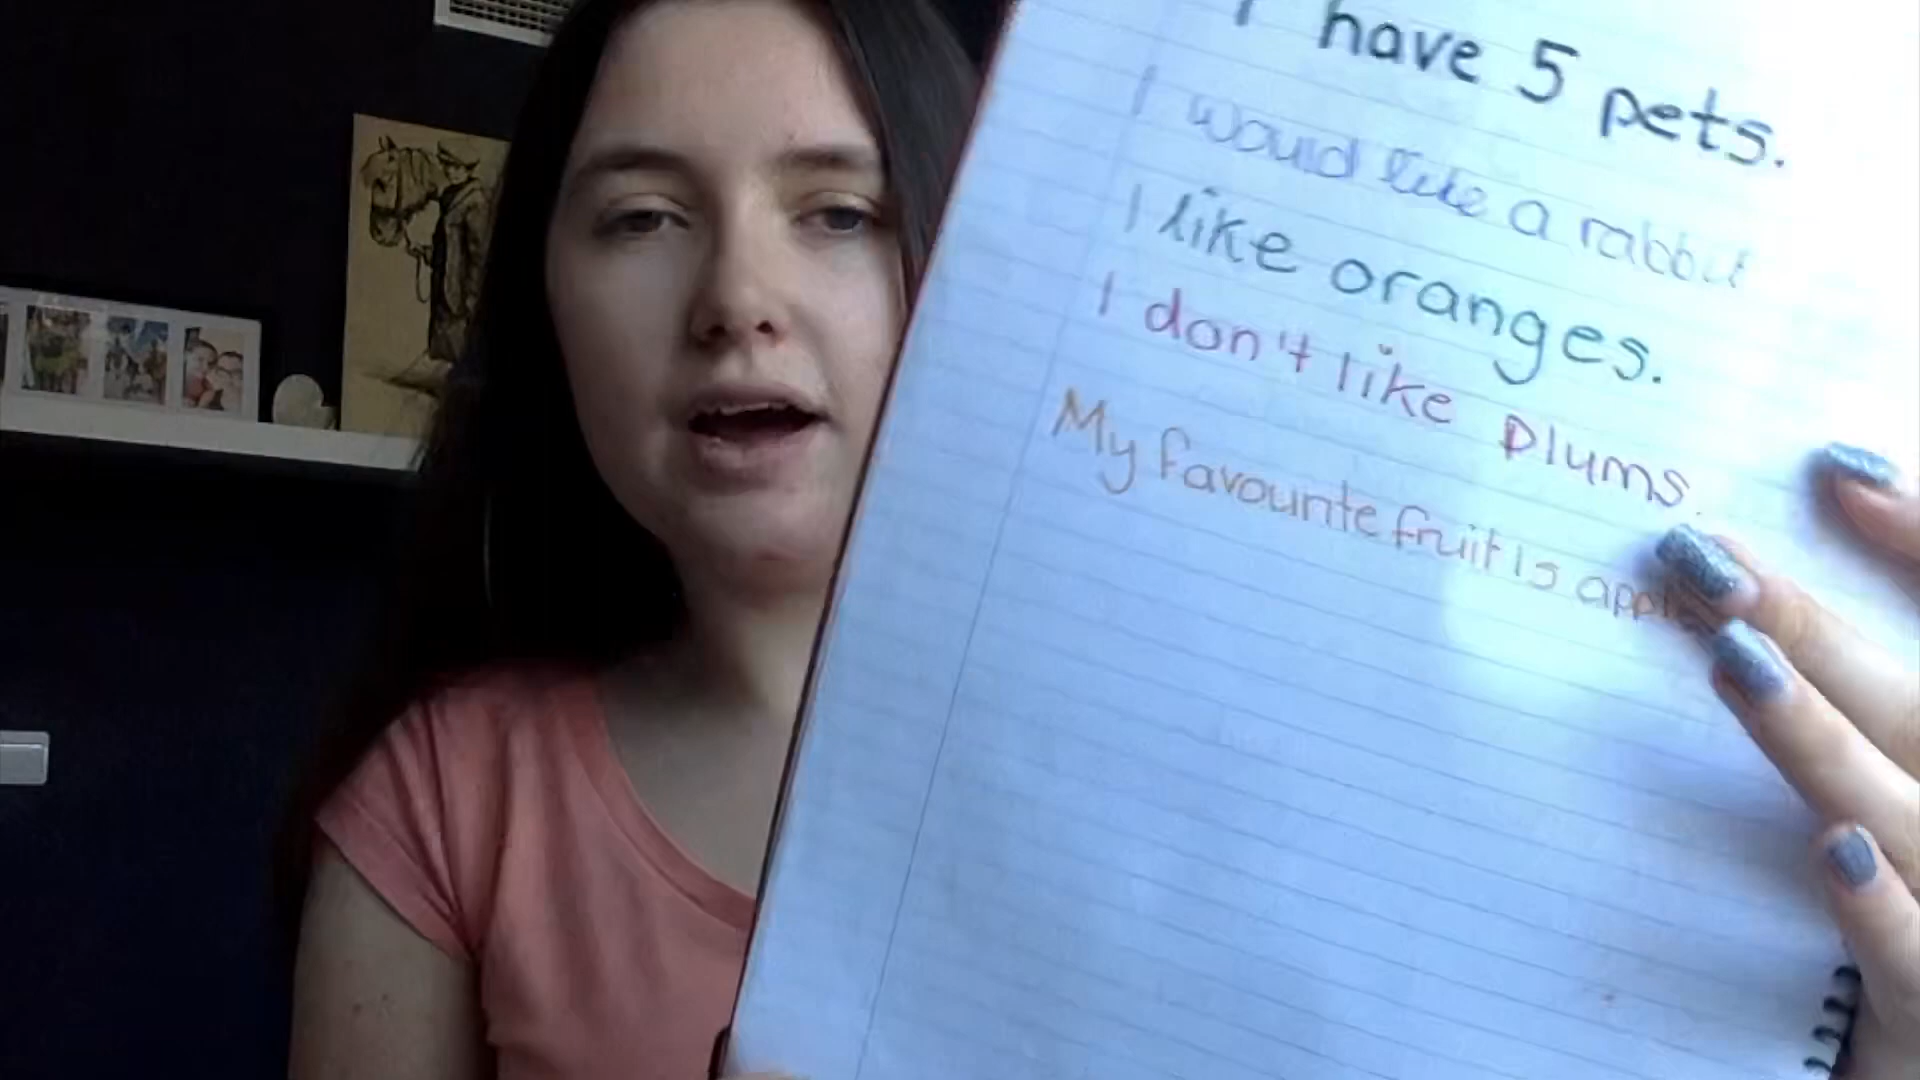 I have 5 pets.
I would like a rabbit
I like oranges.
I don't like plums.
My favourite fruit is